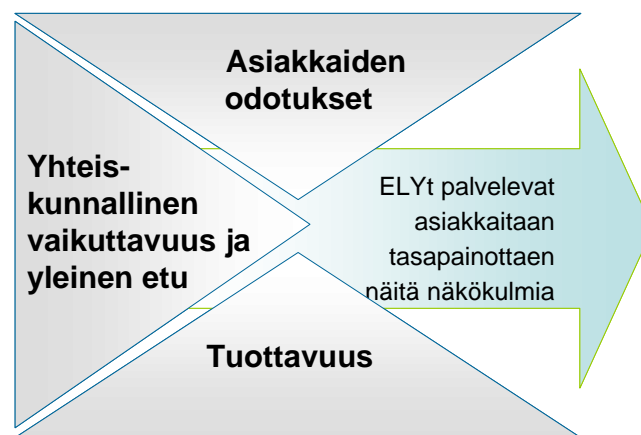 Asiakkaiden
odotukset
Yhteis-
kunnallinen
vaikuttavuus ja
yleinen etu
ELYt palvelevat
asiakkaitaan
tasapainottaen
näitä näkökulmia
Tuottavuus